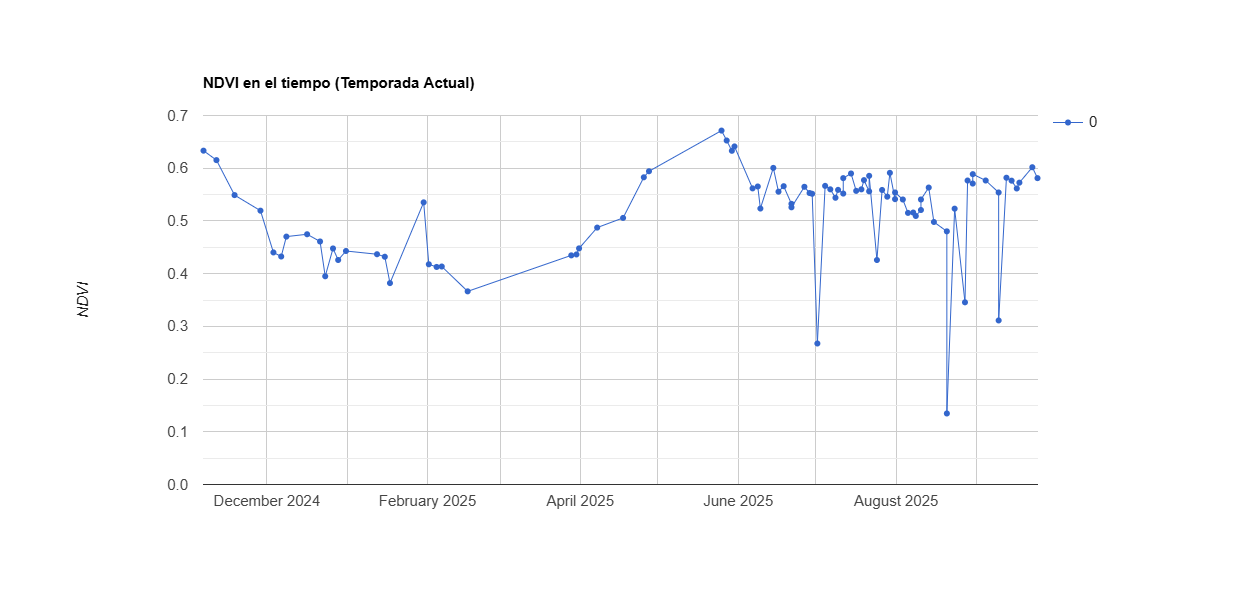 NDVI en el tiempo (Temporada Actual)
0
0.7
0.6
0.5
0.4
0.3
0.2
0.1
0.0
NDVI
December 2024
February 2025
April 2025
June 2025
August 2025